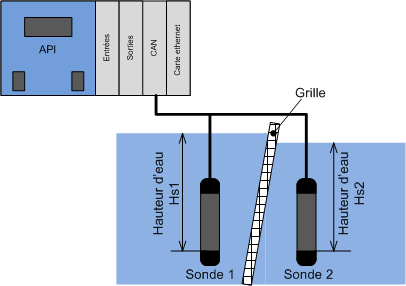 API
Entrées
Sorties
CAN
Carte ethernet
Grille
Hauteur d'eau
Hs1
Hauteur d'eau
Hs2
Sonde 1
Sonde 2